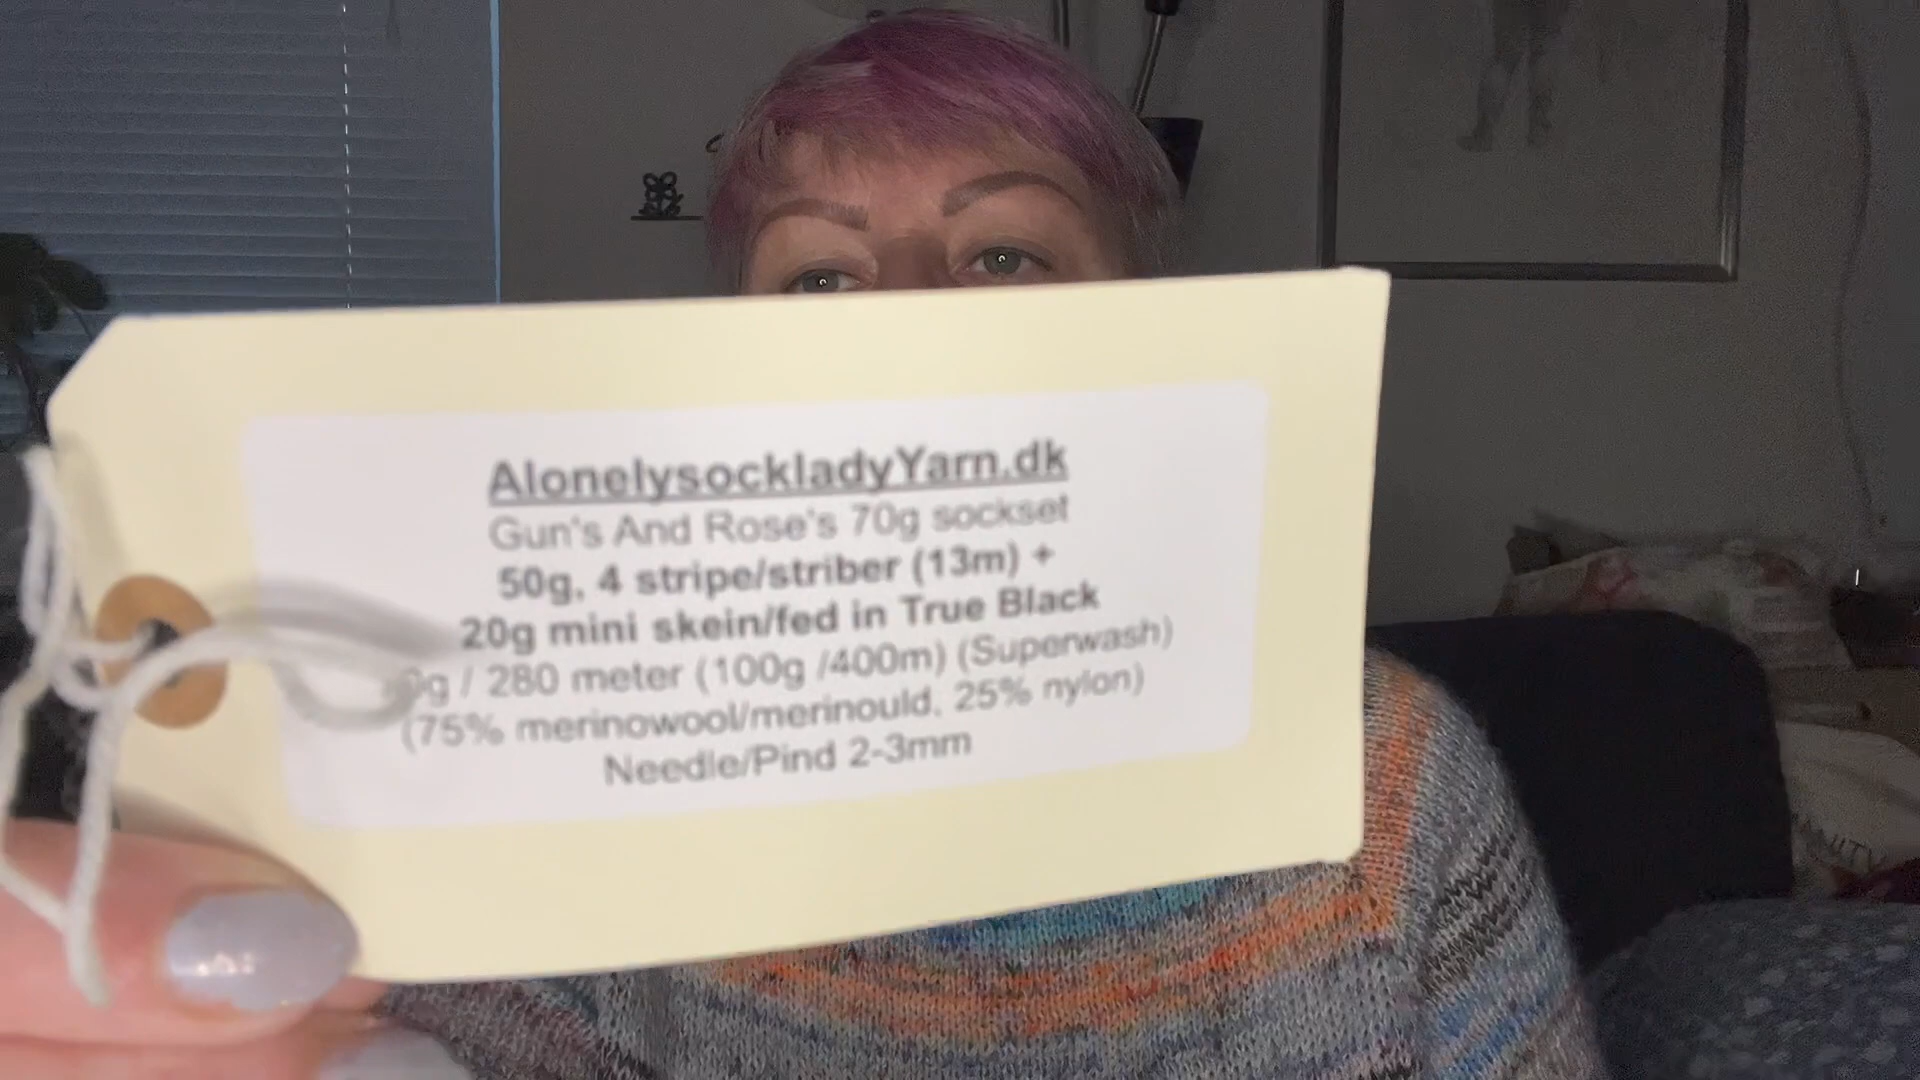 AlonelysockladyYarn.dk
Gun's And Rose's 70g sockset
50g, 4 stripe/striber (13m) +
20g mini skein/fed in True Black
0g / 280 meter (100g /400m) (Superwash)
(75% merinowool/merinould, 25% nylon)
Needle/Pind 2-3mm